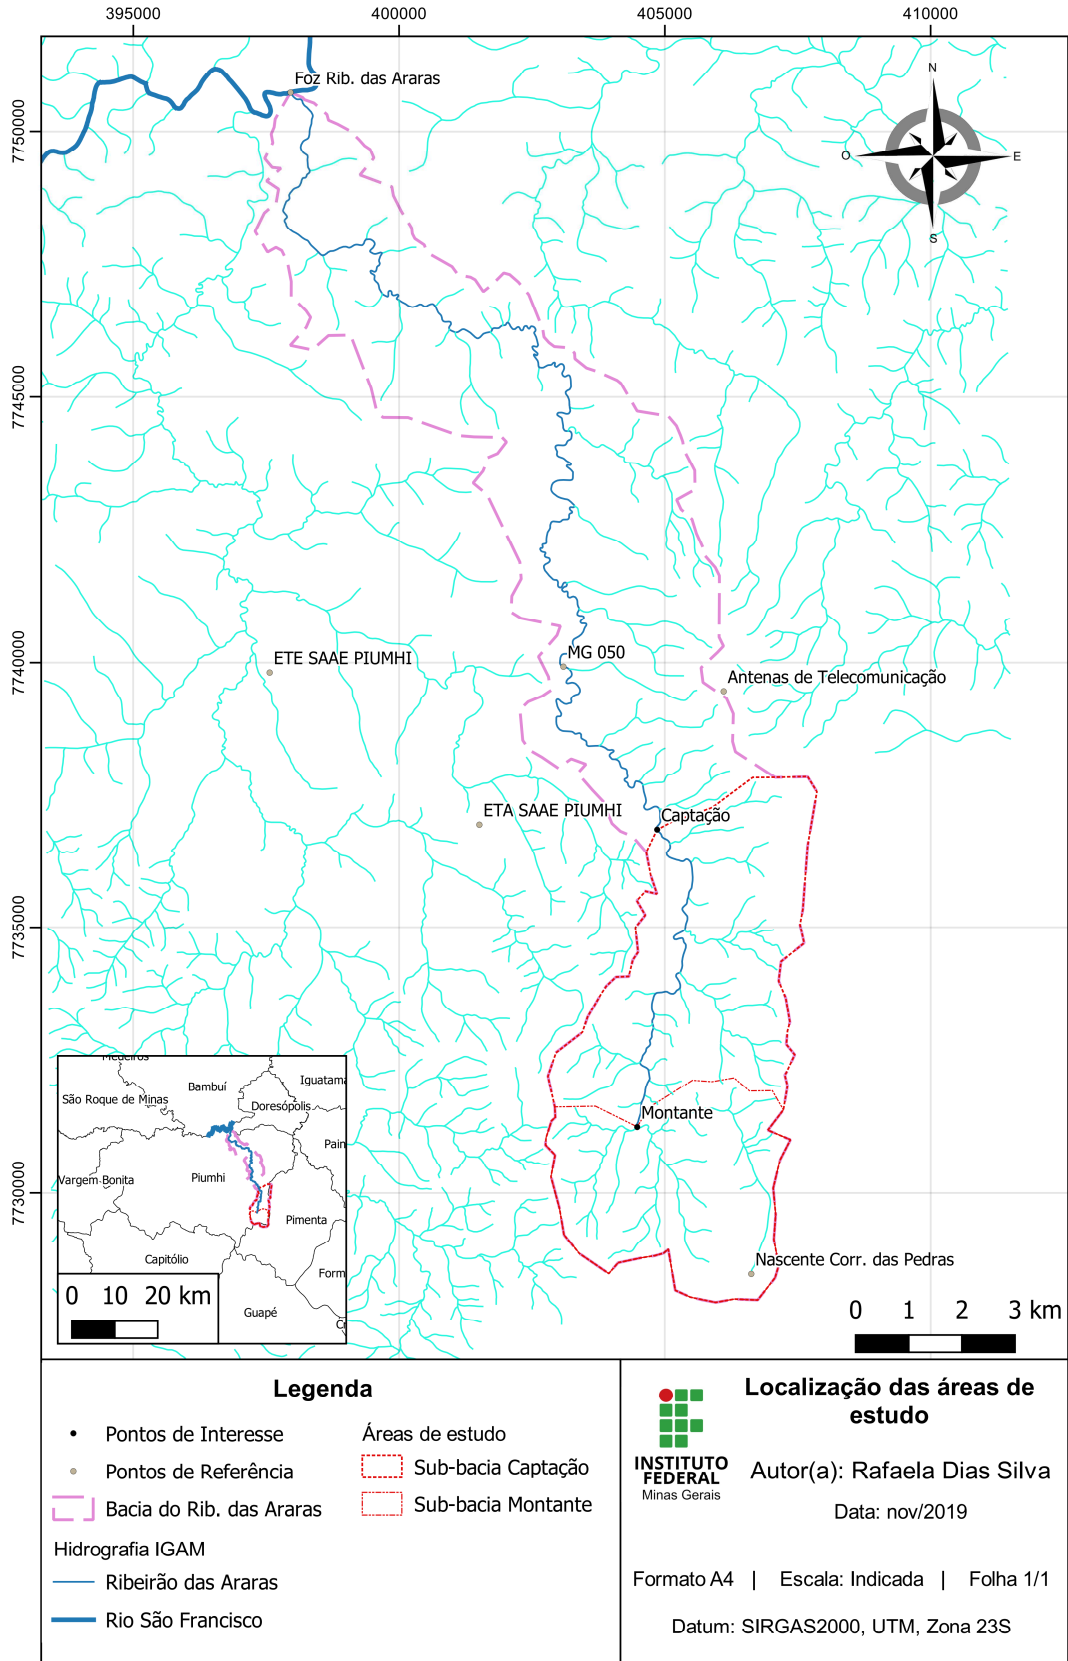 395000
400000
405000
410000
7750000
7745000
7740000
7735000
7730000
N
O
E
S
Foz Rib. das Araras
MG 050
ETE SAAE PIUMHI
Antenas de Telecomunicação
ETA SAAE PIUMHI
Captação
Montante
Nascente Corr. das Pedras
Medeiros
Bambuí
Iguatama
São Roque de Minas
Doresópolis
Pain
Vargem Bonita
Piumhi
Pimenta
Capitólio
Form
Guapé
0 10 20 km
0 1 2 3 km
Legenda
Pontos de Interesse
Pontos de Referência
Bacia do Rib. das Araras
Hidrografia IGAM
Ribeirão das Araras
Rio São Francisco
Áreas de estudo
Sub-bacia Captação
Sub-bacia Montante
INSTITUTO
FEDERAL
Minas Gerais
Localização das áreas de
estudo
Autor(a): Rafaela Dias Silva
Data: nov/2019
Formato A4 | Escala: Indicada | Folha 1/1
Datum: SIRGAS2000, UTM, Zona 23S